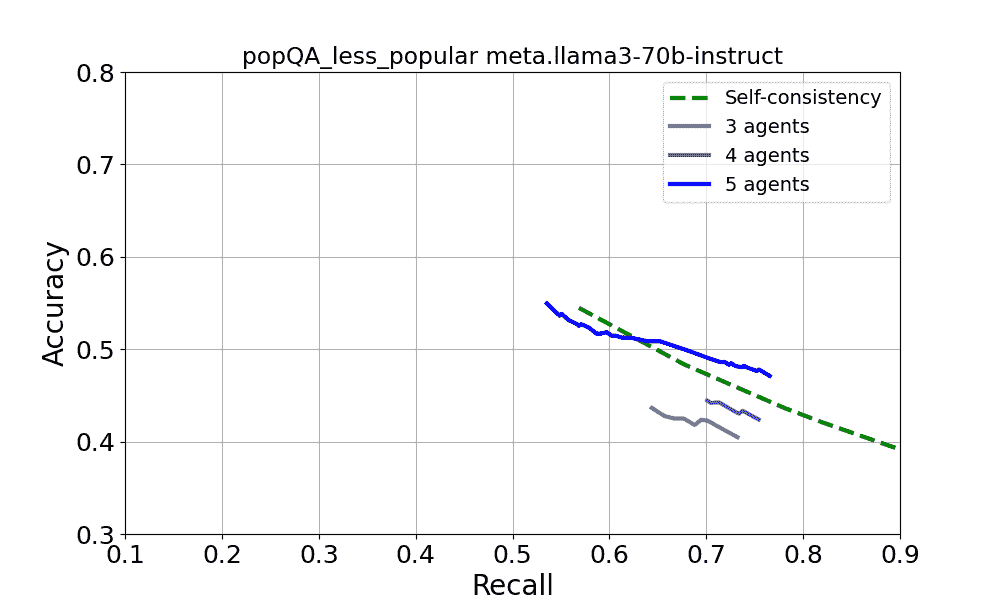 popQA_less_popular meta.llama3-70b-instruct
Self-consistency
3 agents
4 agents
5 agents
Accuracy
0.8
0.7
0.6
0.5
0.4
0.3
0.1 0.2 0.3 0.4 0.5 0.6 0.7 0.8 0.9
Recall